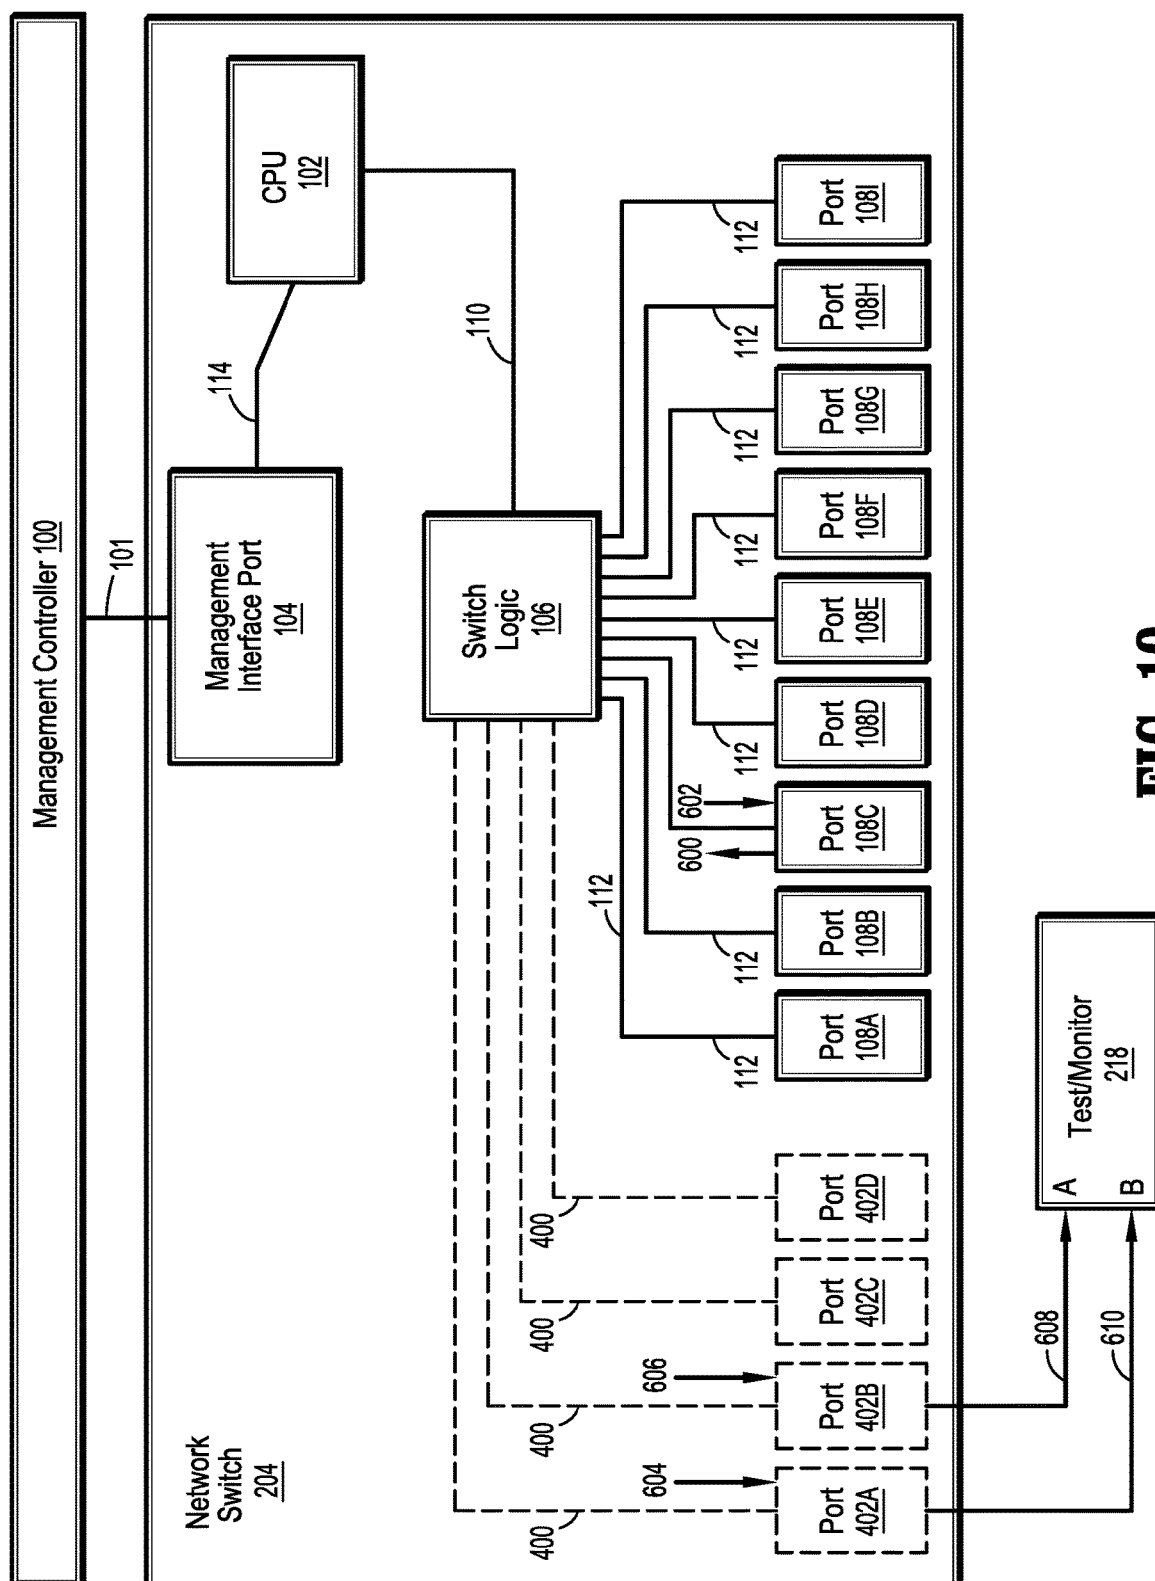 Management Controller 100
101
Network
Switch
204
Management
Interface Port
104
114
CPU
102
110
Switch
Logic
106
400
400
400
400
112
112
112
112
112
112
112
112
112
604
606
600
602
Port
402A
Port
402B
Port
402C
Port
402D
Port
108A
Port
108B
Port
108C
Port
108D
Port
108E
Port
108F
Port
108G
Port
108H
Port
108I
608
610
A
B
Test/Monitor
218